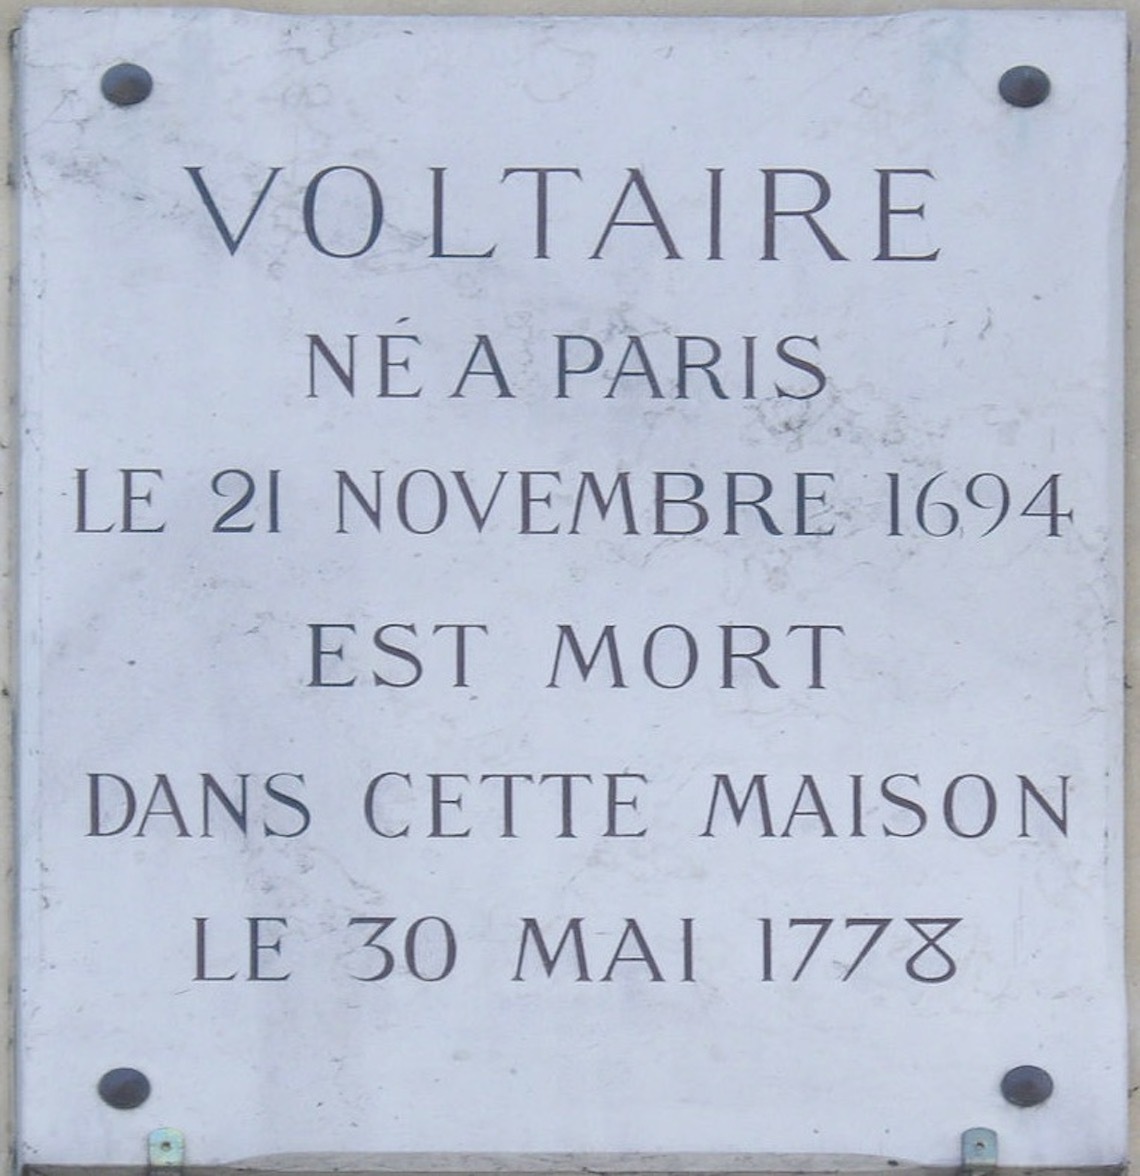 VOLTAIRE
NÉ A PARIS
LE 21 NOVEMBRE 1694
EST MORT
DANS CETTE MAISON
LE 30 MAI 1778